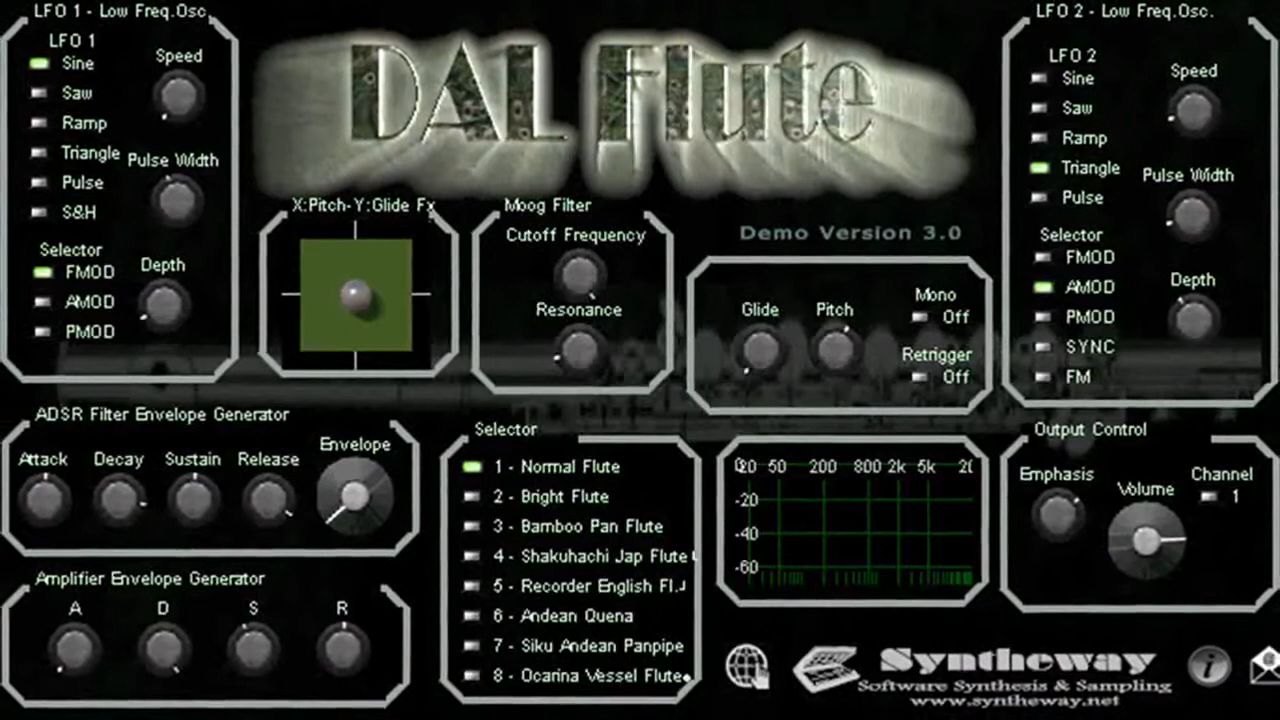 LFO 1 - Low Freq.Osc.
LFO 1
Sine
Saw
Ramp
Triangle
Pulse
S&H
Speed
Pulse Width
Selector
FMOD
AMOD
PMOD
Depth
DAL Flute
X:Pitch-Y:Glide Fx
Moog Filter
Cutoff Frequency
Resonance
Demo Version 3.0
Glide
Pitch
Mono
Off
Retrigger
Off
LFO 2 - Low Freq.Osc.
LFO 2
Sine
Saw
Ramp
Triangle
Pulse
Speed
Pulse Width
Selector
FMOD
AMOD
PMOD
SYNC
FM
Depth
ADSR Filter Envelope Generator
Attack Decay Sustain Release Envelope
Amplifier Envelope Generator
A D S R
Selector
1 - Normal Flute
2 - Bright Flute
3 - Bamboo Pan Flute
4 - Shakuhachi Jap Flute
5 - Recorder English Fl.
6 - Andean Quena
7 - Siku Andean Panpipe
8 - Ocarina Vessel Flute
20 50 200 800 2k 5k
-20
-40
-60
Output Control
Emphasis
Volume
Channel
1
Syntheway
Software Synthesis & Sampling
www.syntheway.net